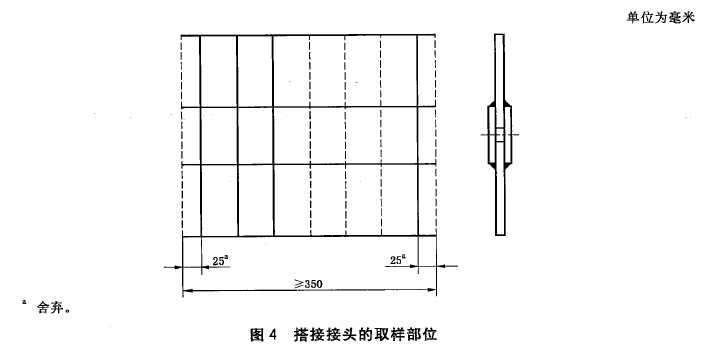 单位为毫米
25ᵃ 25ᵃ
≥350
ᵃ 舍弃。
图 4 搭接接头的取样部位